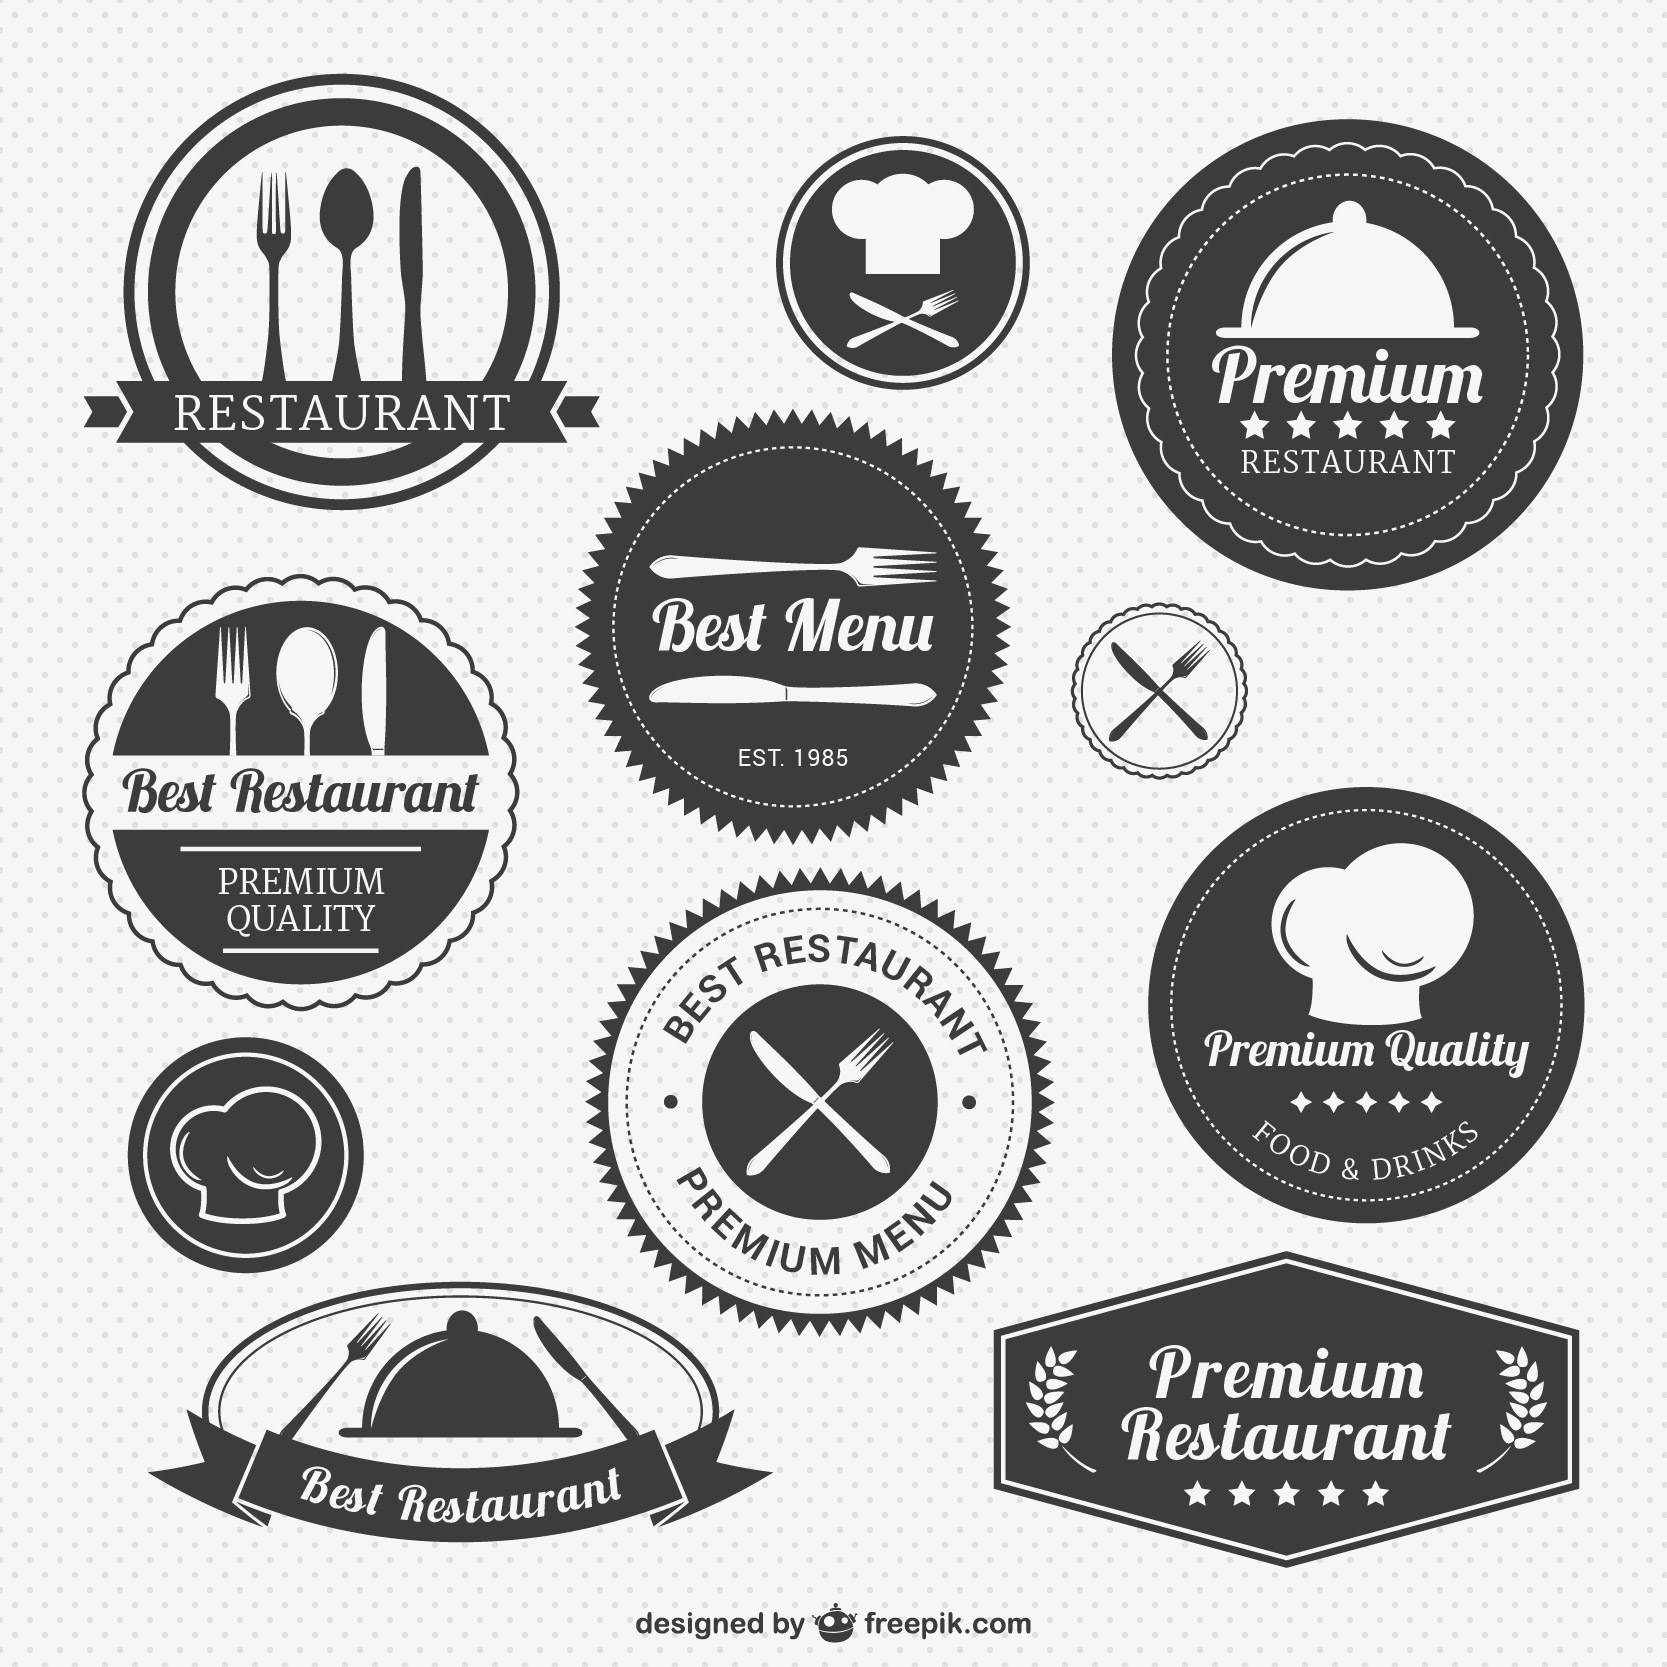 RESTAURANT
Premium
RESTAURANT
Best Menu
EST. 1985
Best Restaurant
PREMIUM
QUALITY
BEST RESTAURANT
PREMIUM MENU
Premium Quality
FOOD & DRINKS
Best Restaurant
Premium
Restaurant
designed by freepik.com